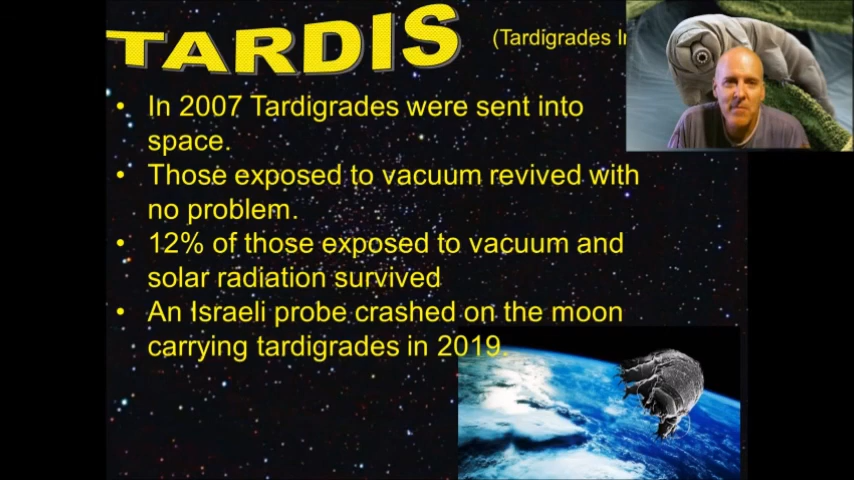 TARDIS
(Tardigrades
• In 2007 Tardigrades were sent into
space.
• Those exposed to vacuum revived with
no problem.
• 12% of those exposed to vacuum and
solar radiation survived
• An Israeli probe crashed on the moon
carrying tardigrades in 2019.